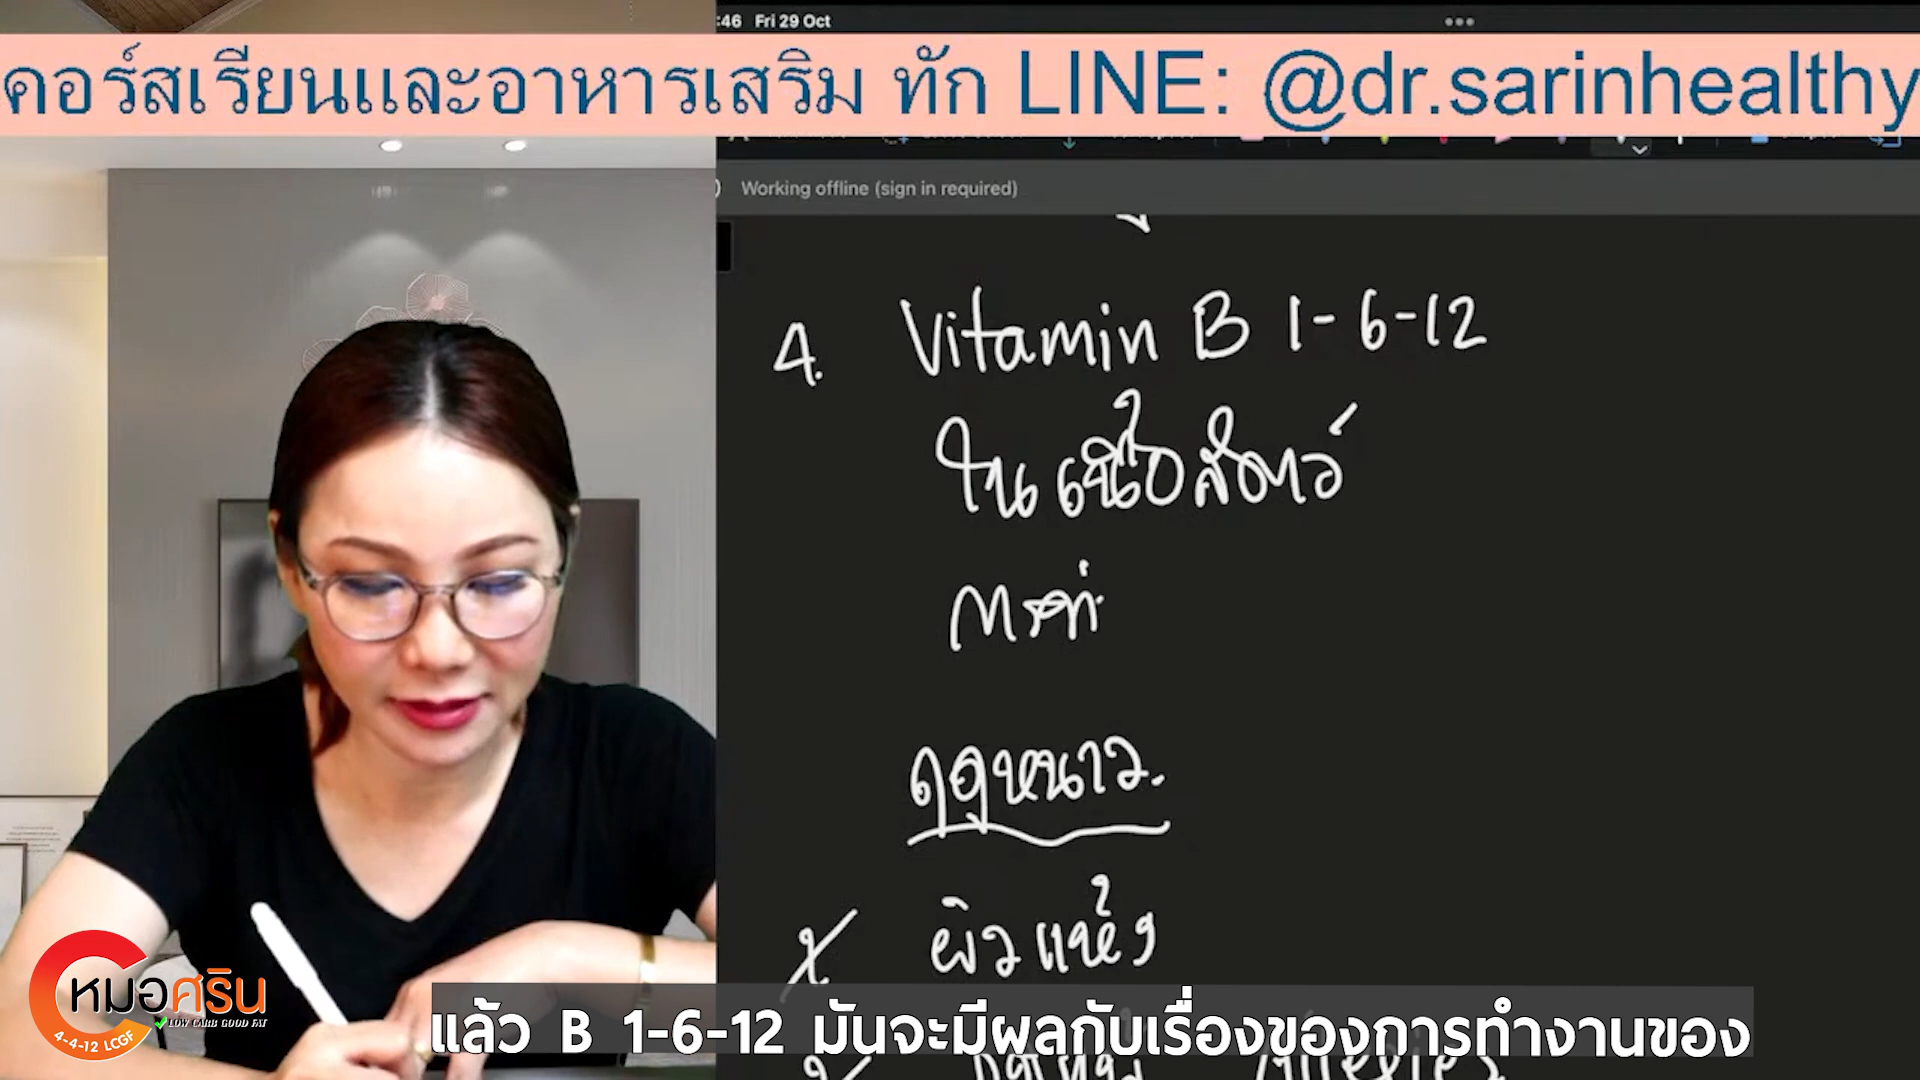 :46 Fri 29 Oct
คอร์สเรียนและอาหารเสริม ทัก LINE: @dr.sarinhealthy
Working offline (sign in required)
4. Vitamin B 1-6-12
ในเนื้อสัตว์
ฤดูหนาว.
ผิวแห้ง
หมอศริน
LOW CARB GOOD FAT
4-4-12 LCGF
แล้ว B 1-6-12 มันจะมีผลกับเรื่องของการทำงานของ